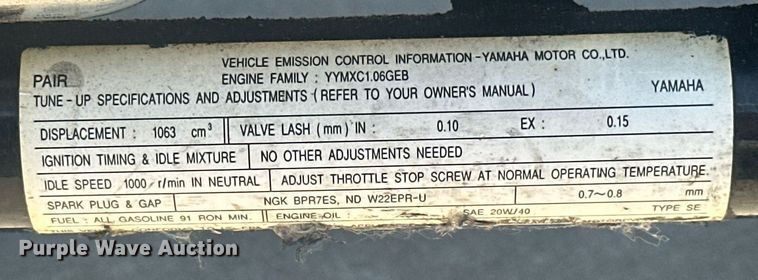 VEHICLE EMISSION CONTROL INFORMATION-YAMAHA MOTOR CO.,LTD.
PAIR ENGINE FAMILY : YYMXC1.06GEB
TUNE-UP SPECIFICATIONS AND ADJUSTMENTS (REFER TO YOUR OWNER'S MANUAL) YAMAHA
DISPLACEMENT : 1063 cm³ VALVE LASH (mm) IN : 0.10 EX : 0.15
IGNITION TIMING & IDLE MIXTURE NO OTHER ADJUSTMENTS NEEDED
IDLE SPEED 1000 r/min IN NEUTRAL ADJUST THROTTLE STOP SCREW AT NORMAL OPERATING TEMPERATURE.
SPARK PLUG & GAP NGK BPR7ES, ND W22EPR-U 0.7~0.8 mm
FUEL : ALL GASOLINE 91 RON MIN. ENGINE OIL SAE 20W/40 TYPE SE
Purple Wave Auction